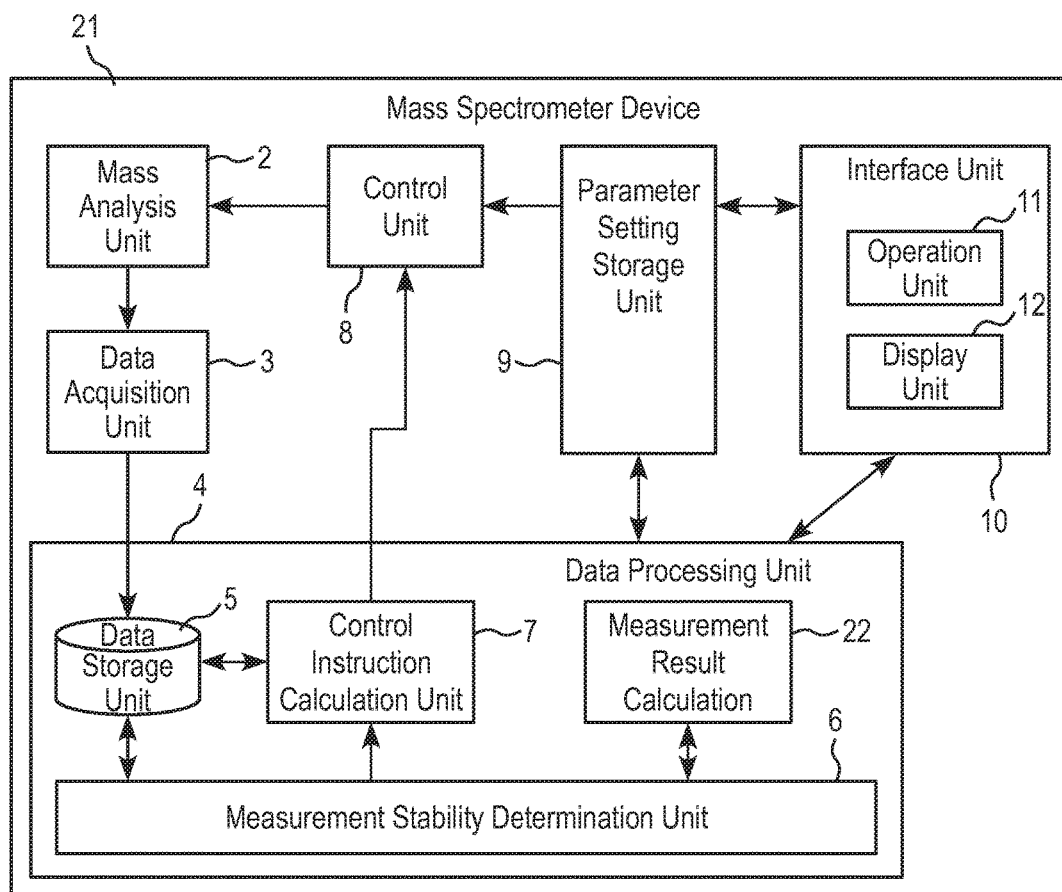 21
Mass Spectrometer Device
Mass
Analysis
Unit
2
Control
Unit
8
Parameter
Setting
Storage
Unit
9
Interface Unit
11
Operation
Unit
12
Display
Unit
10
Data
Acquisition
Unit
3
4
Data Processing Unit
5
Data
Storage
Unit
Control
Instruction
Calculation Unit
7
Measurement
Result
Calculation
22
6
Measurement Stability Determination Unit